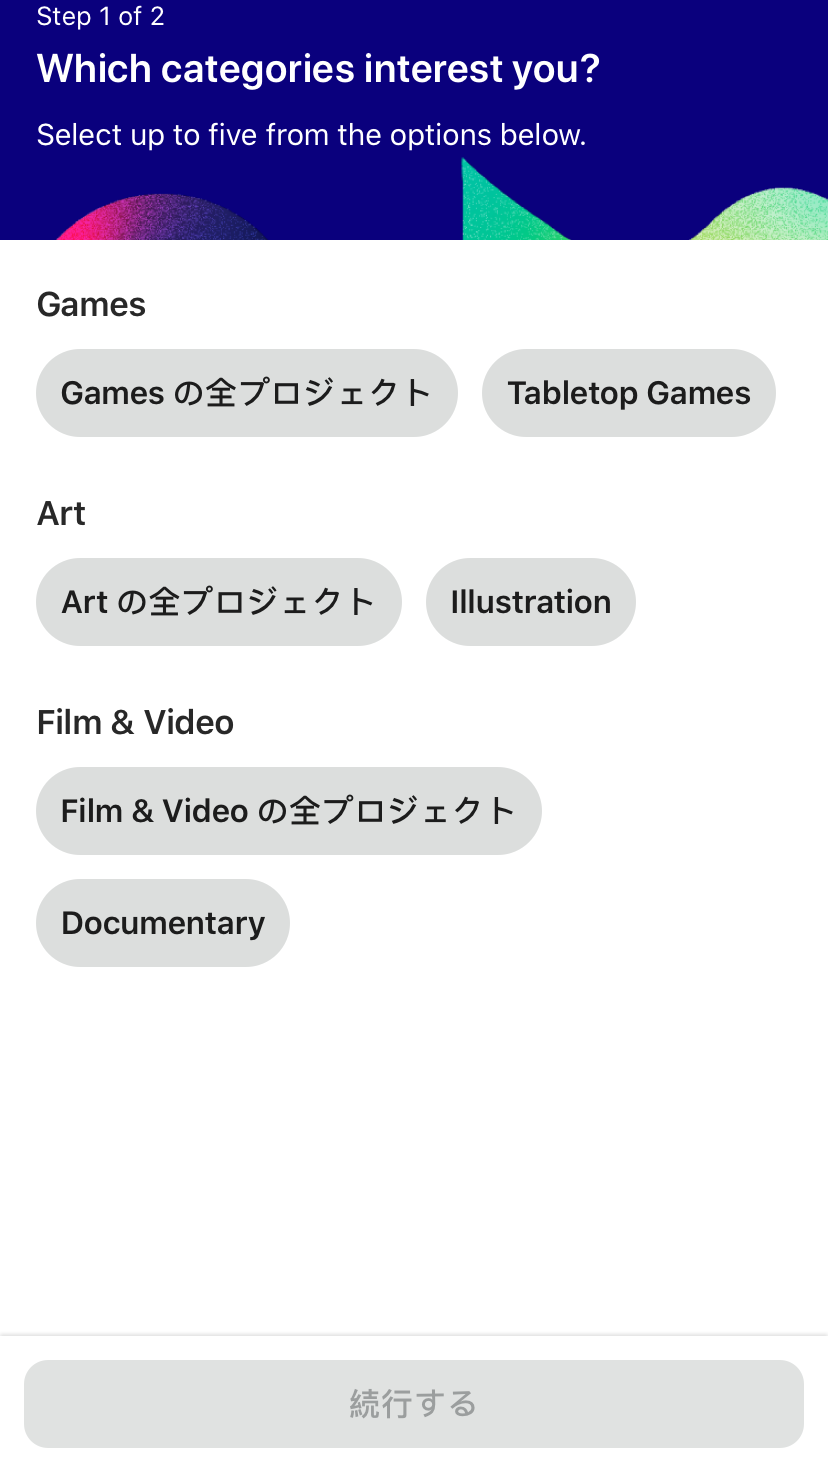 Step 1 of 2
Which categories interest you?
Select up to five from the options below.
Games
Games の全プロジェクト
Tabletop Games
Art
Art の全プロジェクト
Illustration
Film & Video
Film & Video の全プロジェクト
Documentary
続行する